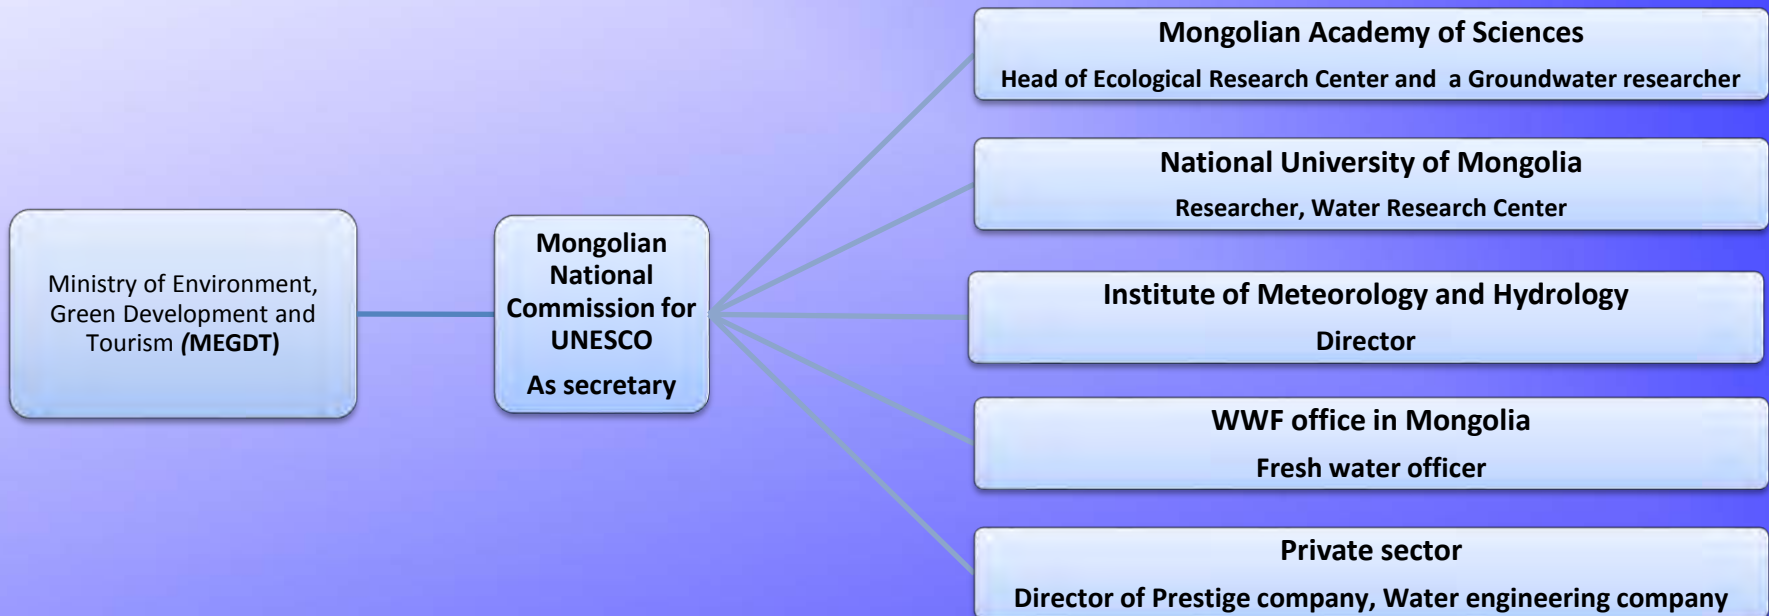 Ministry of Environment,
Green Development and
Tourism (MEGDT)
Mongolian
National
Commission for
UNESCO
As secretary
Mongolian Academy of Sciences
Head of Ecological Research Center and a Groundwater researcher
National University of Mongolia
Researcher, Water Research Center
Institute of Meteorology and Hydrology
Director
WWF office in Mongolia
Fresh water officer
Private sector
Director of Prestige company, Water engineering company